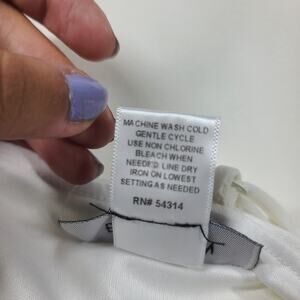 MACHINE WASH COLD
GENTLE CYCLE
USE NON CHLORINE
BLEACH WHEN
NEEDED. LINE DRY
IRON ON LOWEST
SETTING AS NEEDED
RN# 54314